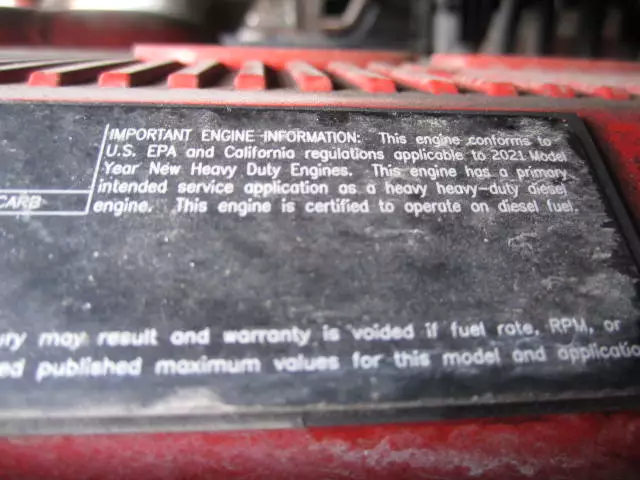 IMPORTANT ENGINE INFORMATION: This engine conforms to
U.S. EPA and California regulations applicable to 2021 Model
Year New Heavy Duty Engines. This engine has a primary
intended service application as a heavy heavy-duty diesel
CARB
engine. This engine is certified to operate on diesel fuel.
ury may result and warranty is voided if fuel rate, RPM, or
ed published maximum values for this model and applicatio